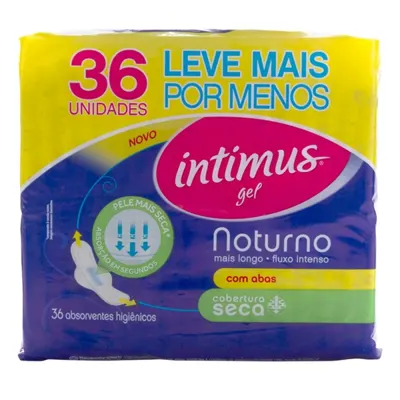 36
UNIDADES
LEVE MAIS
POR MENOS
NOVO
intimus
gel
PELE MAIS SECA*
ABSORÇÃO EM SEGUNDOS
Noturno
mais longo • fluxo intenso
com abas
cobertura
seca
36 absorventes higiênicos